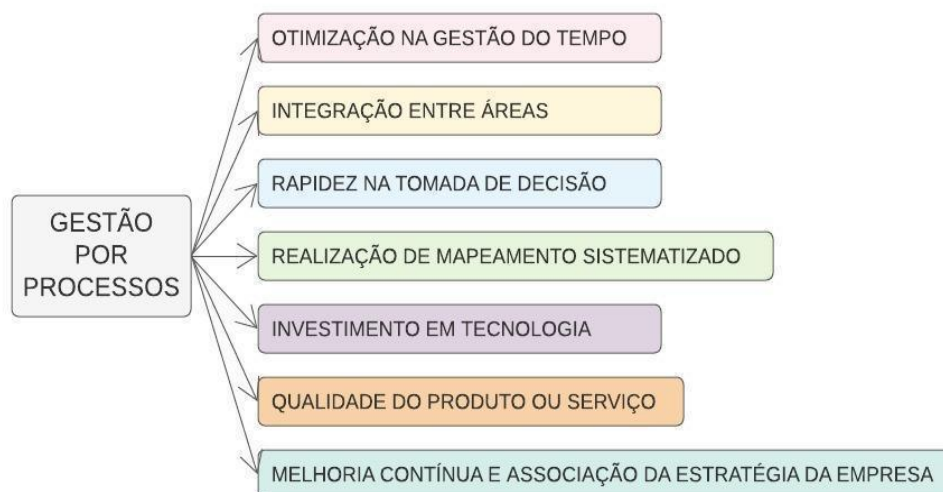 GESTÃO
POR
PROCESSOS
OTIMIZAÇÃO NA GESTÃO DO TEMPO
INTEGRAÇÃO ENTRE ÁREAS
RAPIDEZ NA TOMADA DE DECISÃO
REALIZAÇÃO DE MAPEAMENTO SISTEMATIZADO
INVESTIMENTO EM TECNOLOGIA
QUALIDADE DO PRODUTO OU SERVIÇO
MELHORIA CONTÍNUA E ASSOCIAÇÃO DA ESTRATÉGIA DA EMPRESA